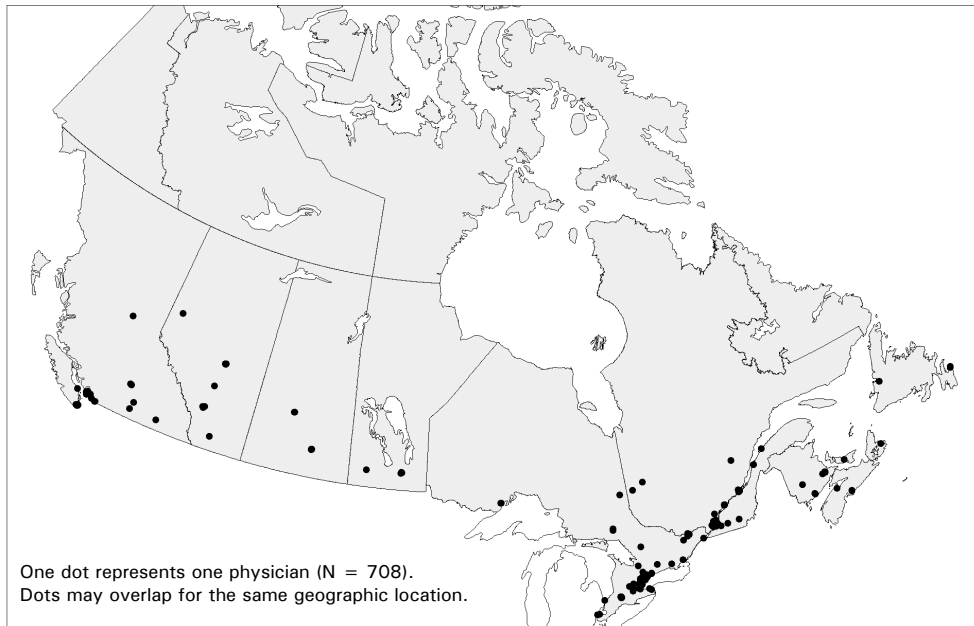 One dot represents one physician (N = 708).
Dots may overlap for the same geographic location.